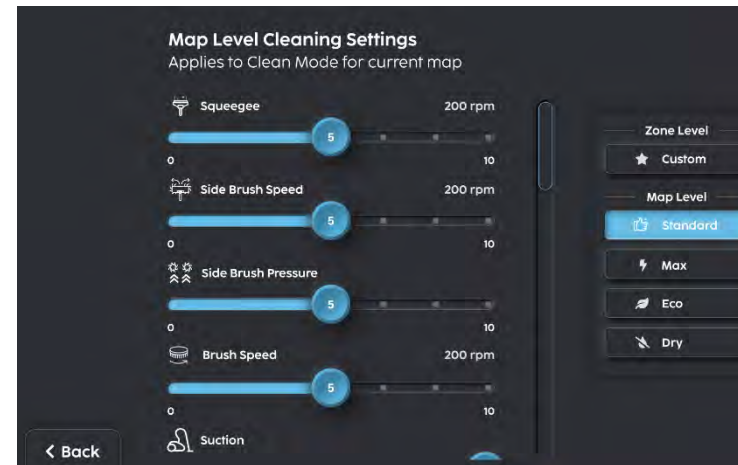 Map Level Cleaning Settings
Applies to Clean Mode for current map
Squeegee 200 rpm
5
0 10
Side Brush Speed 200 rpm
5
0 10
Side Brush Pressure
5
0 10
Brush Speed 200 rpm
5
0 10
Suction
< Back
Zone Level
Custom
Map Level
Standard
Max
Eco
Dry